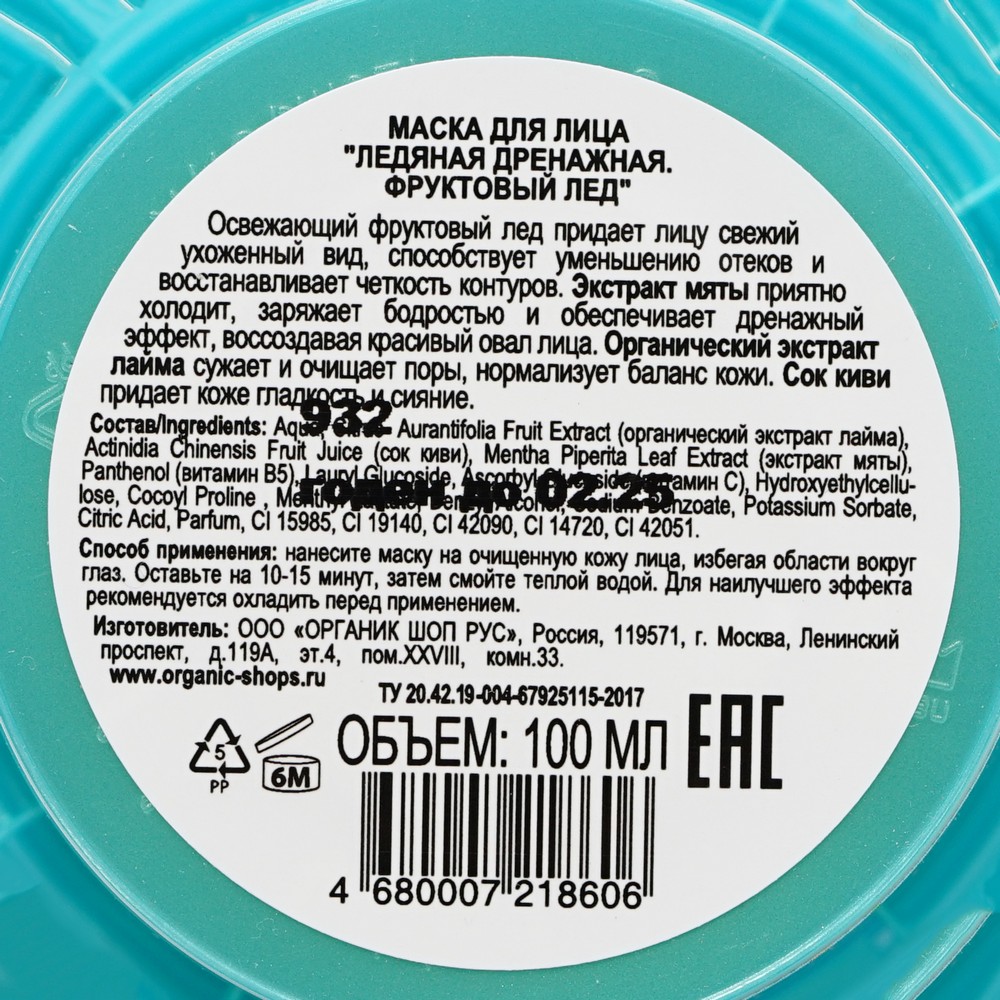 МАСКА ДЛЯ ЛИЦА
"ЛЕДЯНАЯ ДРЕНАЖНАЯ.
ФРУКТОВЫЙ ЛЕД"
Освежающий фруктовый лед придает лицу свежий
ухоженный вид, способствует уменьшению отеков и
восстанавливает четкость контуров. Экстракт мяты приятно
холодит, заряжает бодростью и обеспечивает дренажный
эффект, воссоздавая красивый овал лица. Органический экстракт
лайма сужает и очищает поры, нормализует баланс кожи. Сок киви
придает коже гладкость и сияние.
932
Состав/Ingredients: Aqua, Aurantifolia Fruit Extract (органический экстракт лайма),
Actinidia Chinensis Fruit Juice (сок киви), Mentha Piperita Leaf Extract (экстракт мяты),
Panthenol (витамин В5), Lauryl Glucoside, Ascorbyl (витамин С), Hydroxyethylcellu-
годен до 02.25
lose, Cocoyl Proline , Alcohol, Sodium Benzoate, Potassium Sorbate,
Citric Acid, Parfum, CI 15985, CI 19140, CI 42090, CI 14720, CI 42051.
Способ применения: нанесите маску на очищенную кожу лица, избегая области вокруг
глаз. Оставьте на 10-15 минут, затем смойте теплой водой. Для наилучшего эффекта
рекомендуется охладить перед применением.
Изготовитель: ООО «ОРГАНИК ШОП РУС», Россия, 119571, г. Москва, Ленинский
проспект, д.119А, эт.4, пом.XXVIII, комн.33.
www.organic-shops.ru
ТУ 20.42.19-004-67925115-2017
ОБЪЕМ: 100 МЛ
EAC
5
PP
6М
4 680007 218606